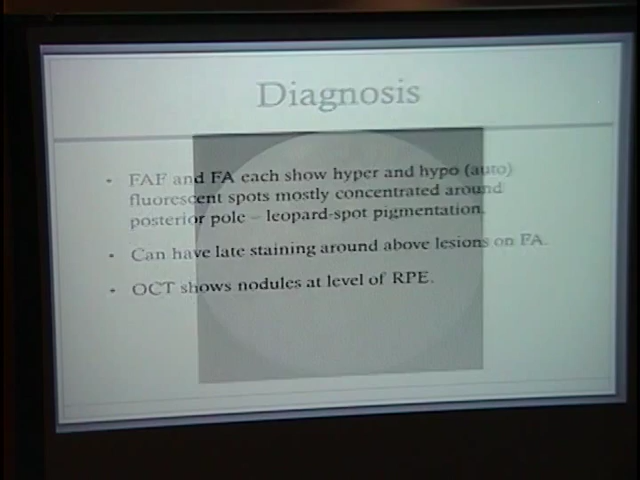 Diagnosis
• FAF and FA each show hyper and hypo (auto)
fluorescent spots mostly concentrated around
posterior pole – leopard-spot pigmentation.
• Can have late staining around above lesions on FA.
• OCT shows nodules at level of RPE.